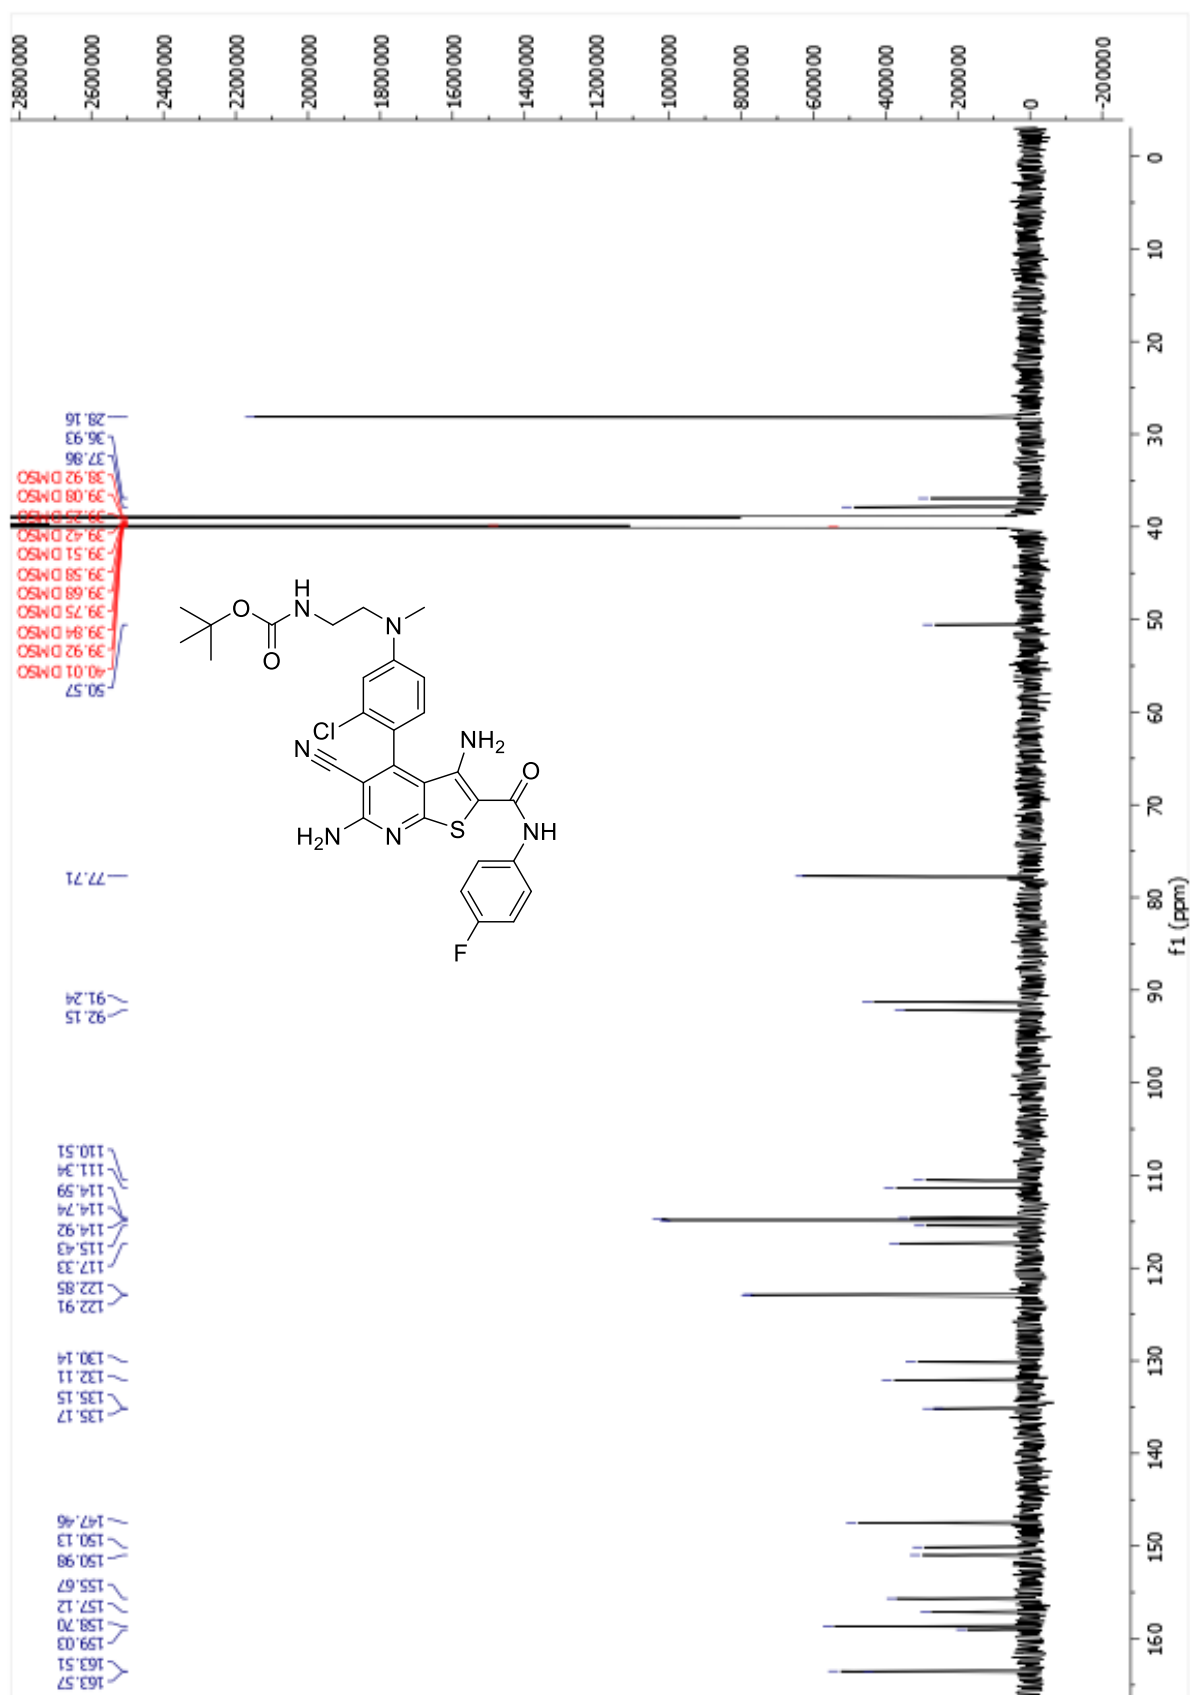 2800000
2600000
2400000
2200000
2000000
1800000
1600000
1400000
1200000
1000000
800000
600000
400000
200000
0
-200000
0
10
20
30
40
50
60
70
80
90
100
110
120
130
140
150
160
f1 (ppm)
28.16
36.93
37.86
38.92 DMSO
39.08 DMSO
39.25 DMSO
39.42 DMSO
39.51 DMSO
39.58 DMSO
39.68 DMSO
39.75 DMSO
39.84 DMSO
39.92 DMSO
40.01 DMSO
50.57
77.71
91.24
92.15
110.51
111.34
114.59
114.74
114.92
115.43
117.33
122.85
122.91
130.14
132.11
135.15
135.17
147.46
150.13
150.98
155.67
157.12
158.70
159.03
163.51
163.57
H
O
N
N
O
Cl
N
NH2
O
H2N
N
S
NH
F